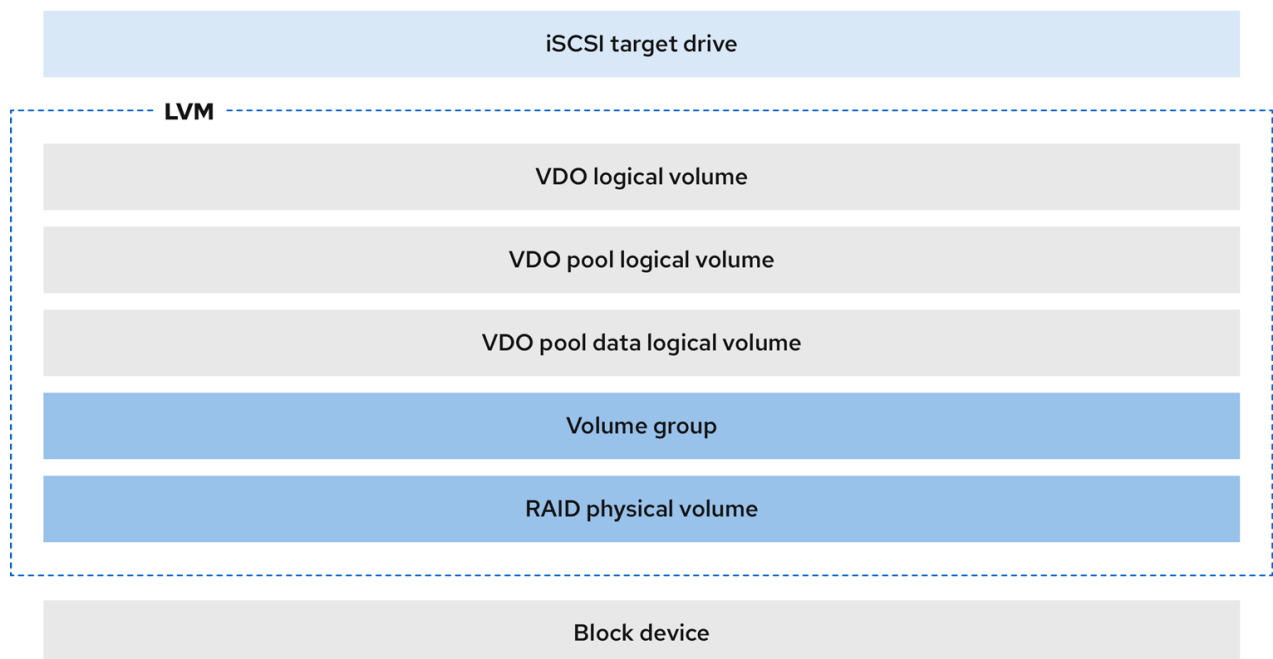 iSCSI target drive
LVM
VDO logical volume
VDO pool logical volume
VDO pool data logical volume
Volume group
RAID physical volume
Block device